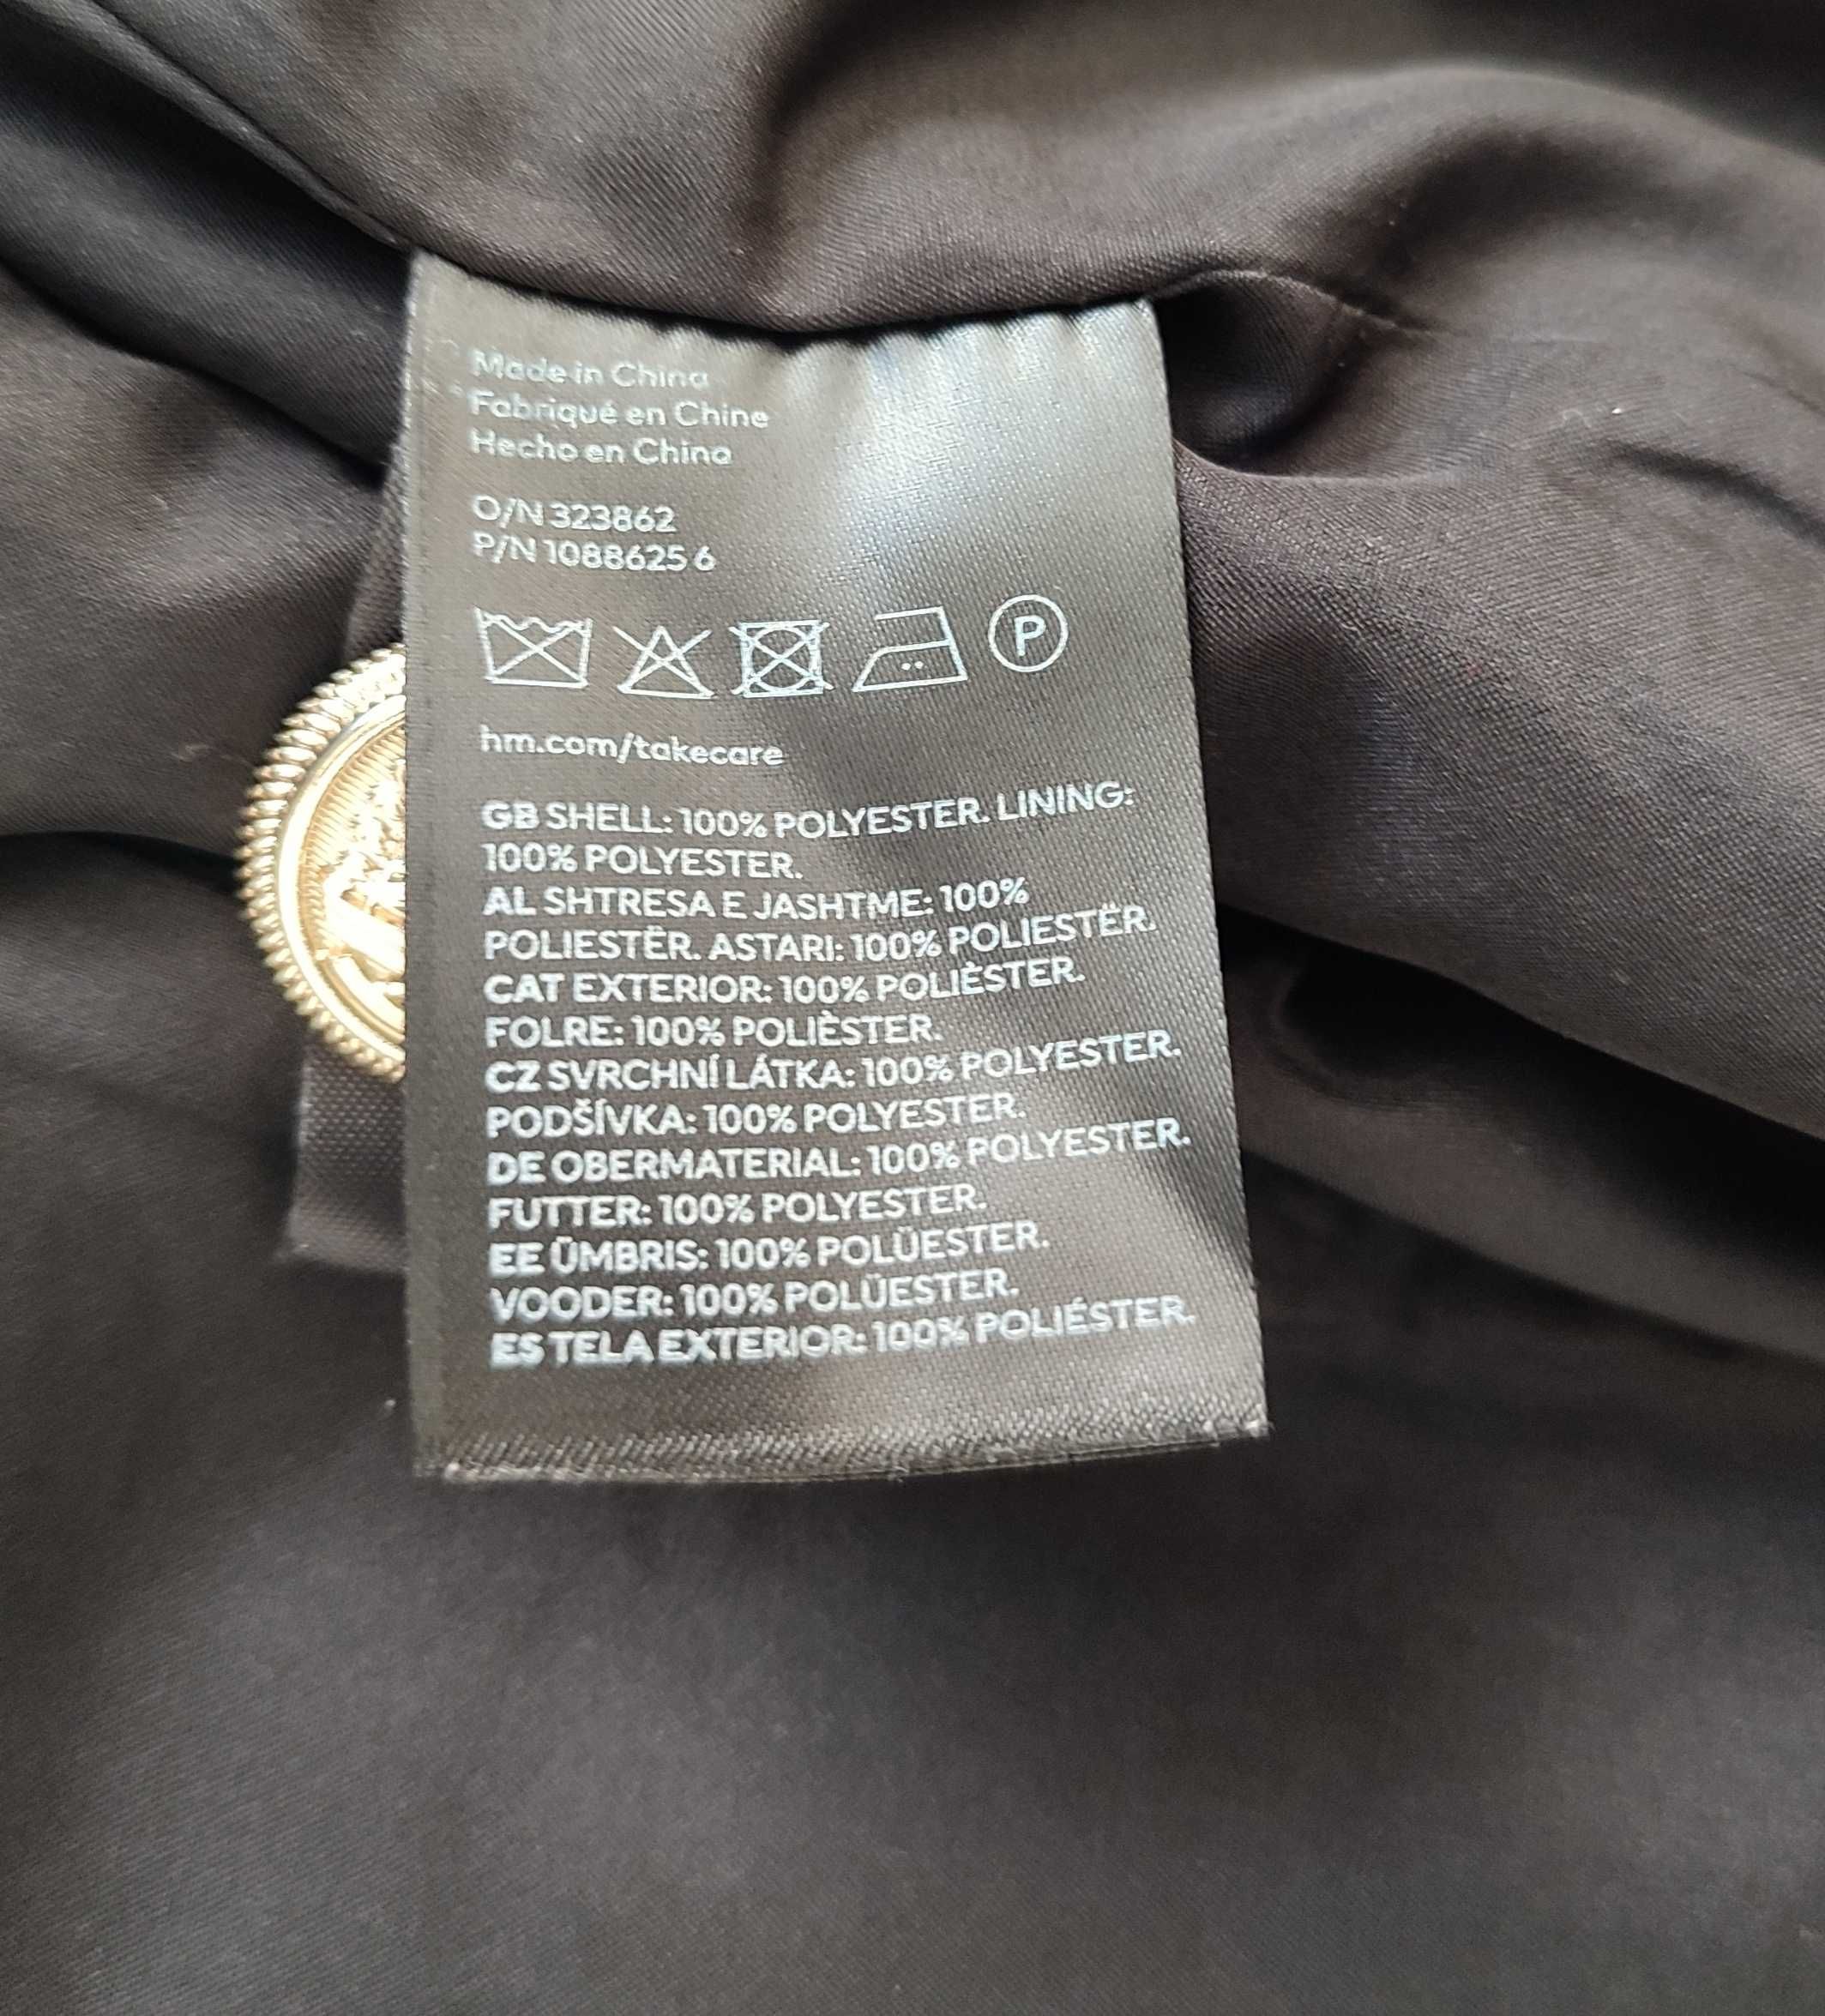 Made in China
Fabriqué en Chine
Hecho en China
O/N 323862
P/N 1088625 6
P
hm.com/takecare
GB SHELL: 100% POLYESTER. LINING:
100% POLYESTER.
AL SHTRESA E JASHTME: 100%
POLIESTËR. ASTARI: 100% POLIESTËR.
CAT EXTERIOR: 100% POLIÈSTER.
FOLRE: 100% POLIÈSTER.
CZ SVRCHNÍ LÁTKA: 100% POLYESTER.
PODŠÍVKA: 100% POLYESTER.
DE OBERMATERIAL: 100% POLYESTER.
FUTTER: 100% POLYESTER.
EE ÜMBRIS: 100% POLÜESTER.
VOODER: 100% POLÜESTER.
ES TELA EXTERIOR: 100% POLIÉSTER.